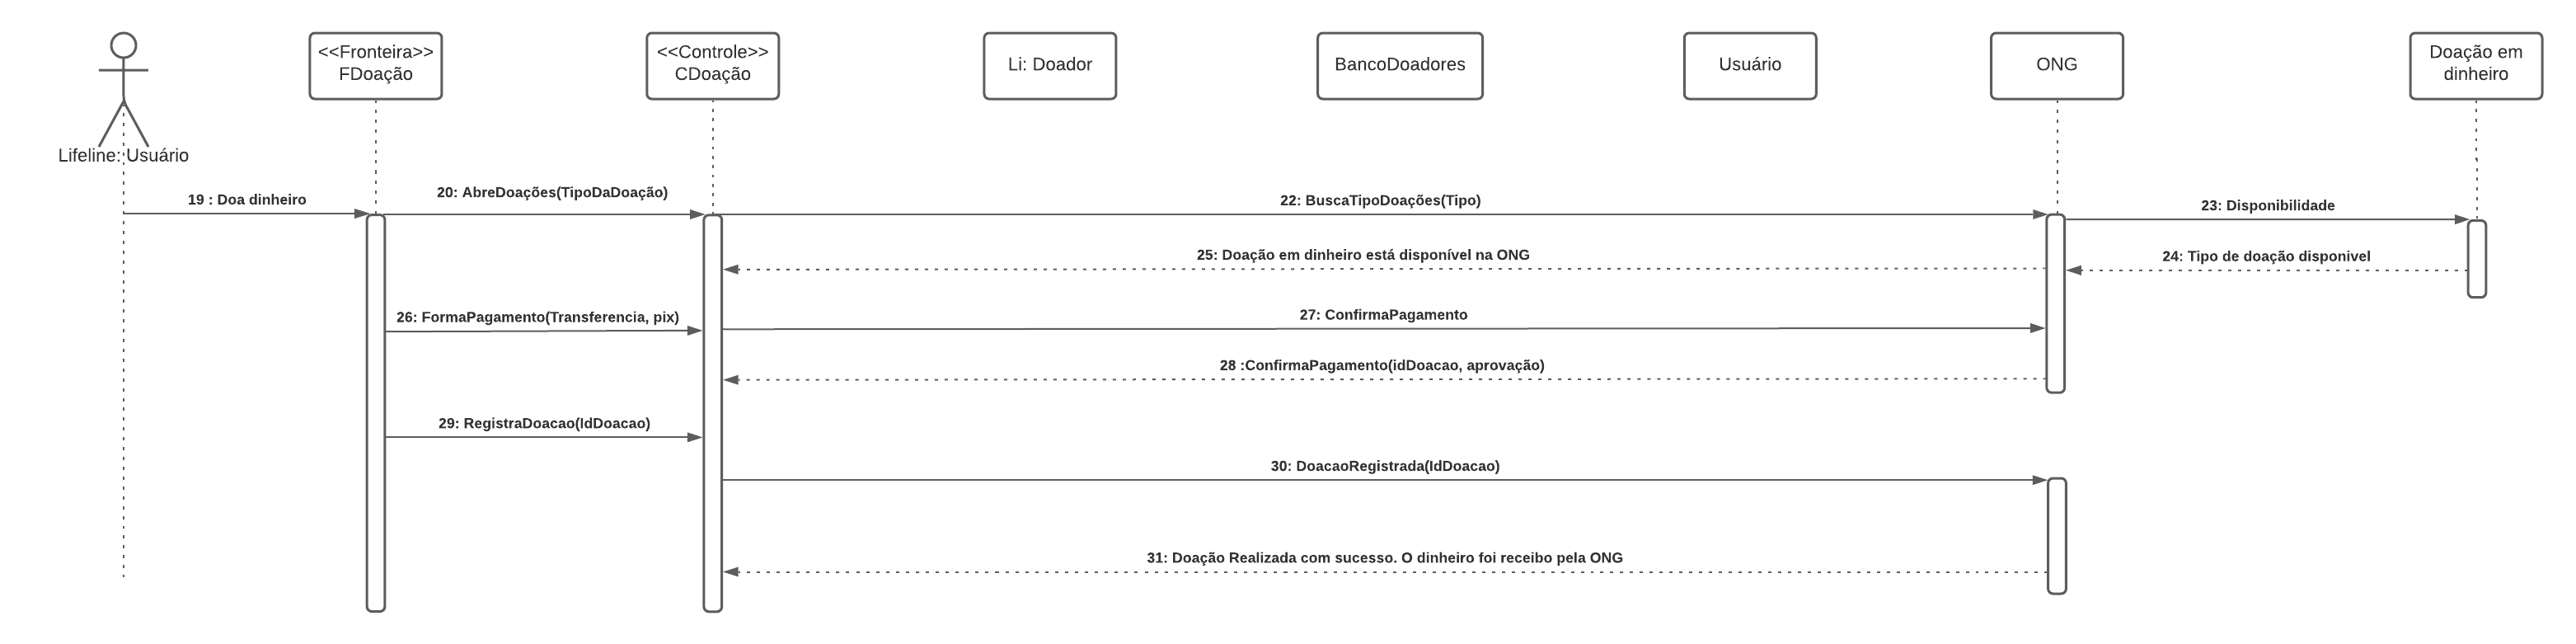 <<Fronteira>>
FDoação
<<Controle>>
CDoação
Li: Doador
BancoDoadores
Usuário
ONG
Doação em
dinheiro
Lifeline: Usuário
19 : Doa dinheiro
20: AbreDoações(TipoDaDoação)
22: BuscaTipoDoações(Tipo)
23: Disponibilidade
25: Doação em dinheiro está disponível na ONG
24: Tipo de doação disponivel
26: FormaPagamento(Transferencia, pix)
27: ConfirmaPagamento
28 :ConfirmaPagamento(idDoacao, aprovação)
29: RegistraDoacao(IdDoacao)
30: DoacaoRegistrada(IdDoacao)
31: Doação Realizada com sucesso. O dinheiro foi receibo pela ONG